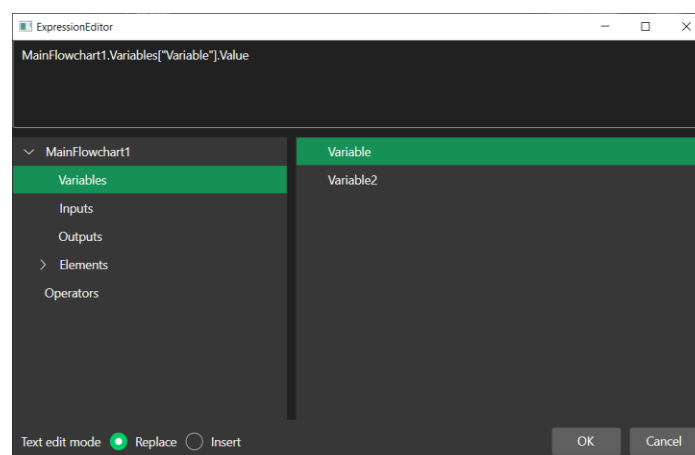 ExpressionEditor
MainFlowchart1.Variables["Variable"].Value
MainFlowchart1
Variables
Inputs
Outputs
Elements
Operators
Variable
Variable2
Text edit mode Replace Insert
OK Cancel